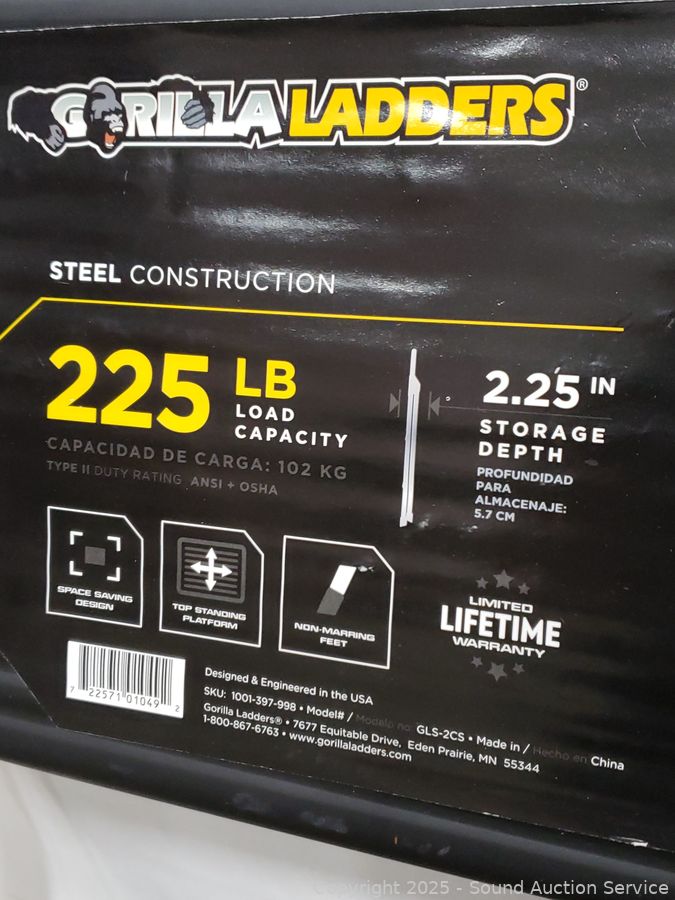 GORILLA LADDERS®
STEEL CONSTRUCTION
225 LB
LOAD
CAPACITY
CAPACIDAD DE CARGA: 102 KG
TYPE II DUTY RATING ANSI + OSHA
2.25 IN
STORAGE
DEPTH
PROFUNDIDAD
PARA
ALMACENAJE:
5.7 CM
SPACE SAVING
DESIGN
TOP STANDING
PLATFORM
NON-MARRING
FEET
LIMITED
LIFETIME
WARRANTY
7 22571 01049 2
Designed & Engineered in the USA
SKU: 1001-397-998 • Model# / Modelo no. GLS-2CS • Made in / Hecho en China
Gorilla Ladders® • 7677 Equitable Drive, Eden Prairie, MN 55344
1-800-867-6763 • www.gorillaladders.com
Copyright 2025 - Sound Auction Service